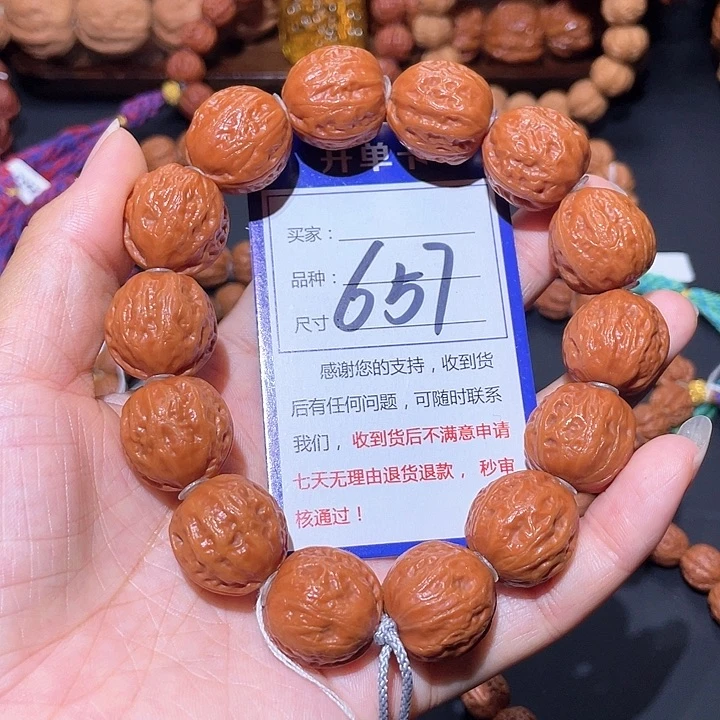 开单卡
买家：
品种：
657
尺寸
感谢您的支持，收到货
后有任何问题，可随时联系
我们，收到货后不满意申请
七天无理由退货退款，秒审
核通过！